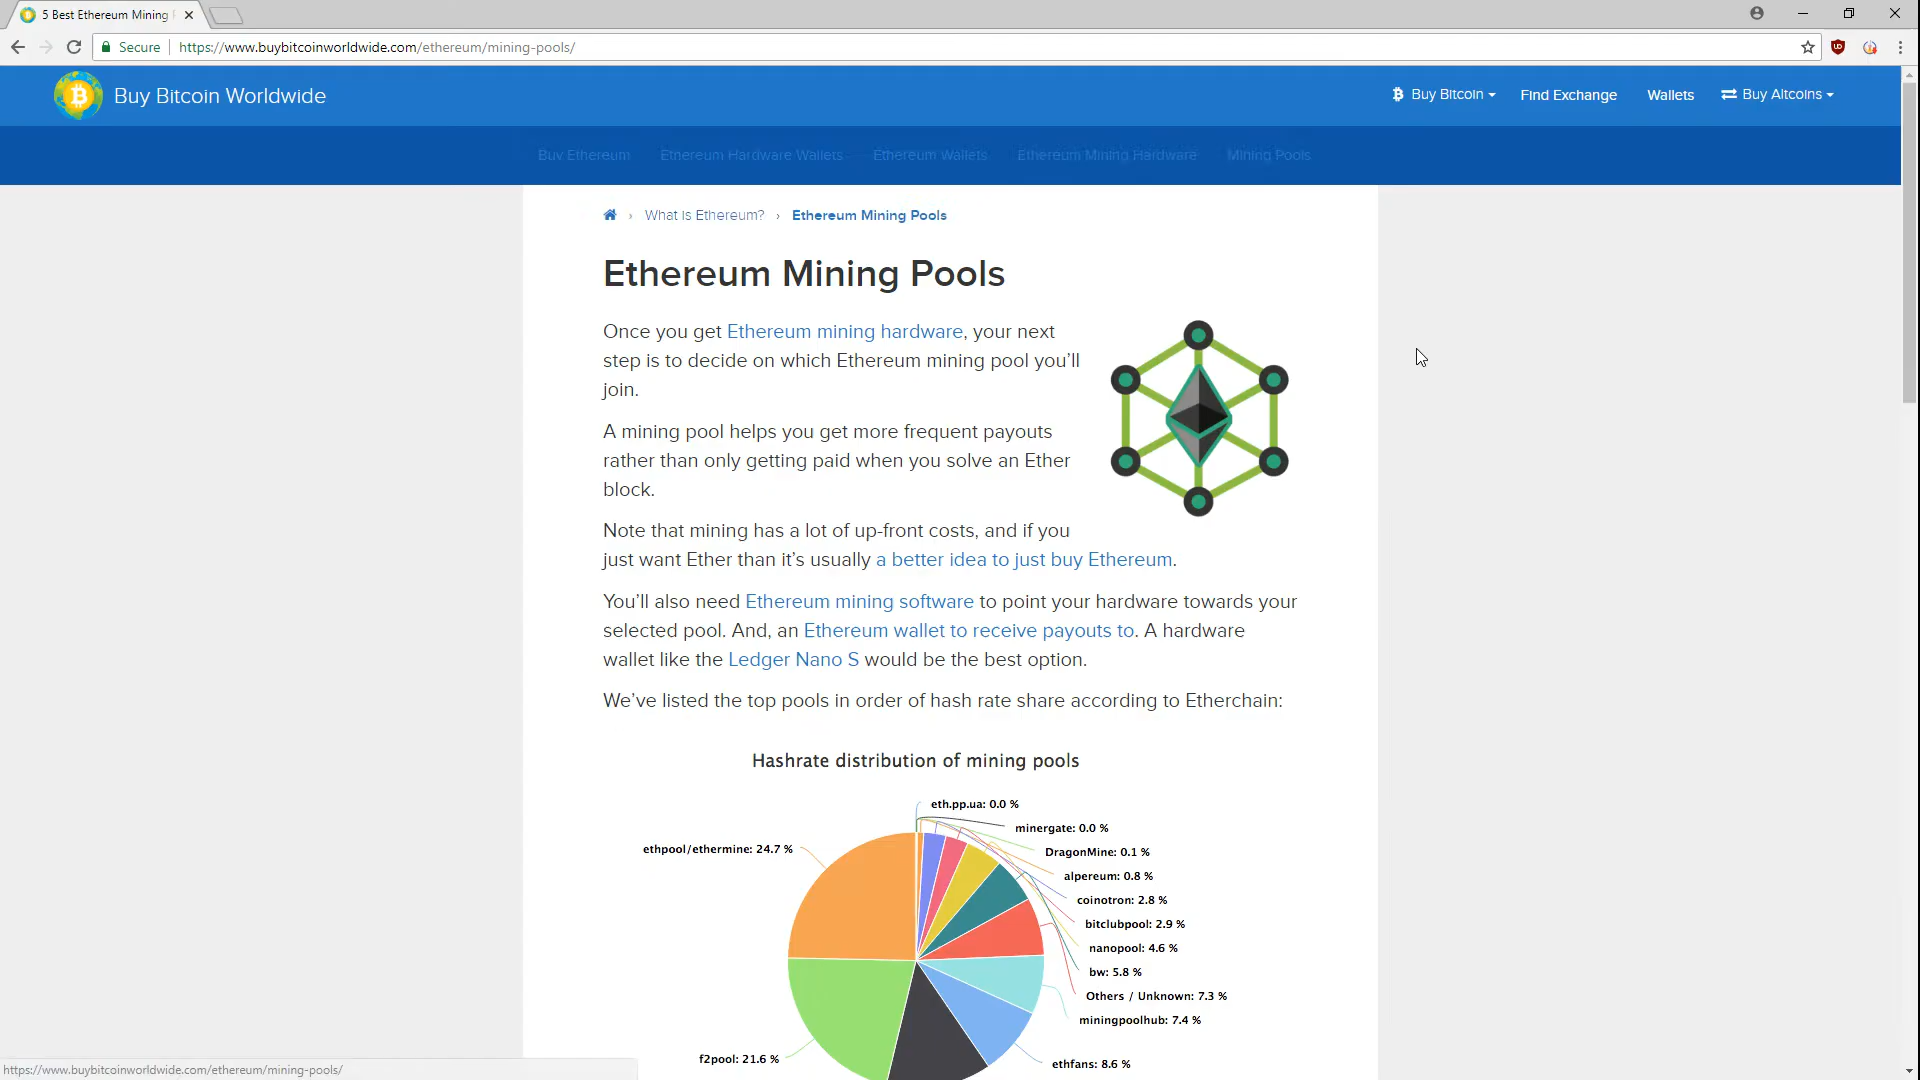 5 Best Ethereum Mining
Secure
https://www.buybitcoinworldwide.com/ethereum/mining-pools/
Buy Bitcoin Worldwide
Buy Bitcoin
Find Exchange
Wallets
Buy Altcoins
Buy Ethereum
Ethereum Hardware Wallets
Ethereum Wallets
Ethereum Mining Hardware
Mining Pools
What Is Ethereum? › Ethereum Mining Pools
Ethereum Mining Pools
Once you get Ethereum mining hardware, your next
step is to decide on which Ethereum mining pool you’ll
join.
A mining pool helps you get more frequent payouts
rather than only getting paid when you solve an Ether
block.
Note that mining has a lot of up-front costs, and if you
just want Ether than it’s usually a better idea to just buy Ethereum.
You’ll also need Ethereum mining software to point your hardware towards your
selected pool. And, an Ethereum wallet to receive payouts to. A hardware
wallet like the Ledger Nano S would be the best option.
We’ve listed the top pools in order of hash rate share according to Etherchain:
Hashrate distribution of mining pools
eth.pp.ua: 0.0 %
minergate: 0.0 %
ethpool/ethermine: 24.7 %
DragonMine: 0.1 %
alpereum: 0.8 %
coinotron: 2.8 %
bitclubpool: 2.9 %
nanopool: 4.6 %
bw: 5.8 %
Others / Unknown: 7.3 %
miningpoolhub: 7.4 %
f2pool: 21.6 %
ethfans: 8.6 %
https://www.buybitcoinworldwide.com/ethereum/mining-pools/